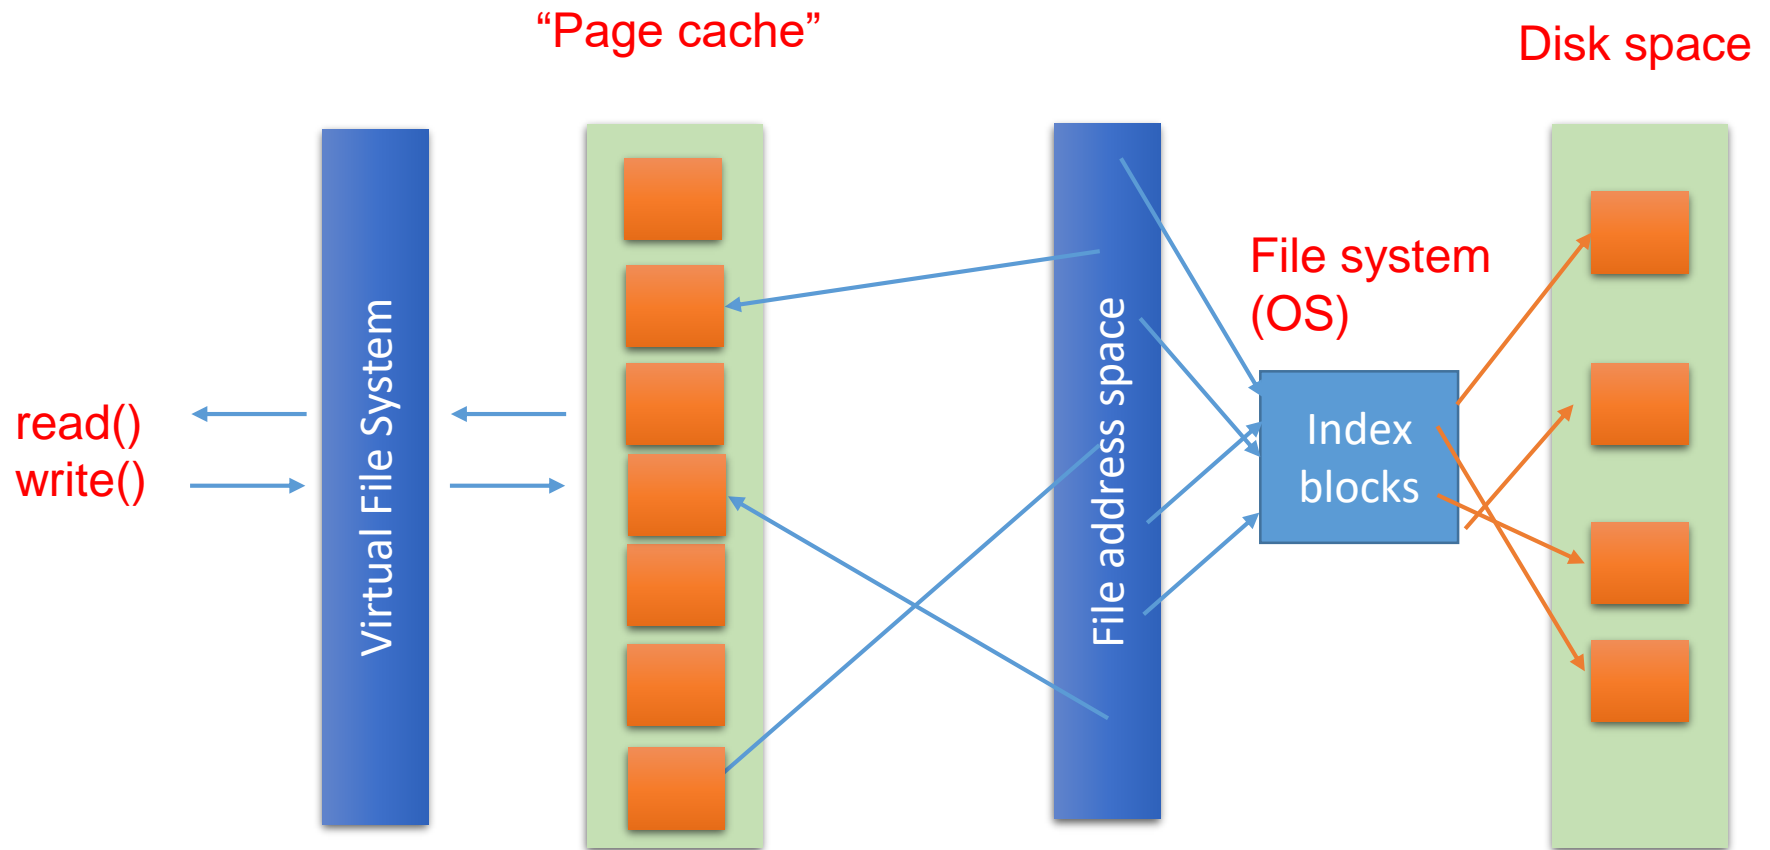 “Page cache”
Disk space
Virtual File System
File address space
File system
(OS)
read()
write()
Index
blocks